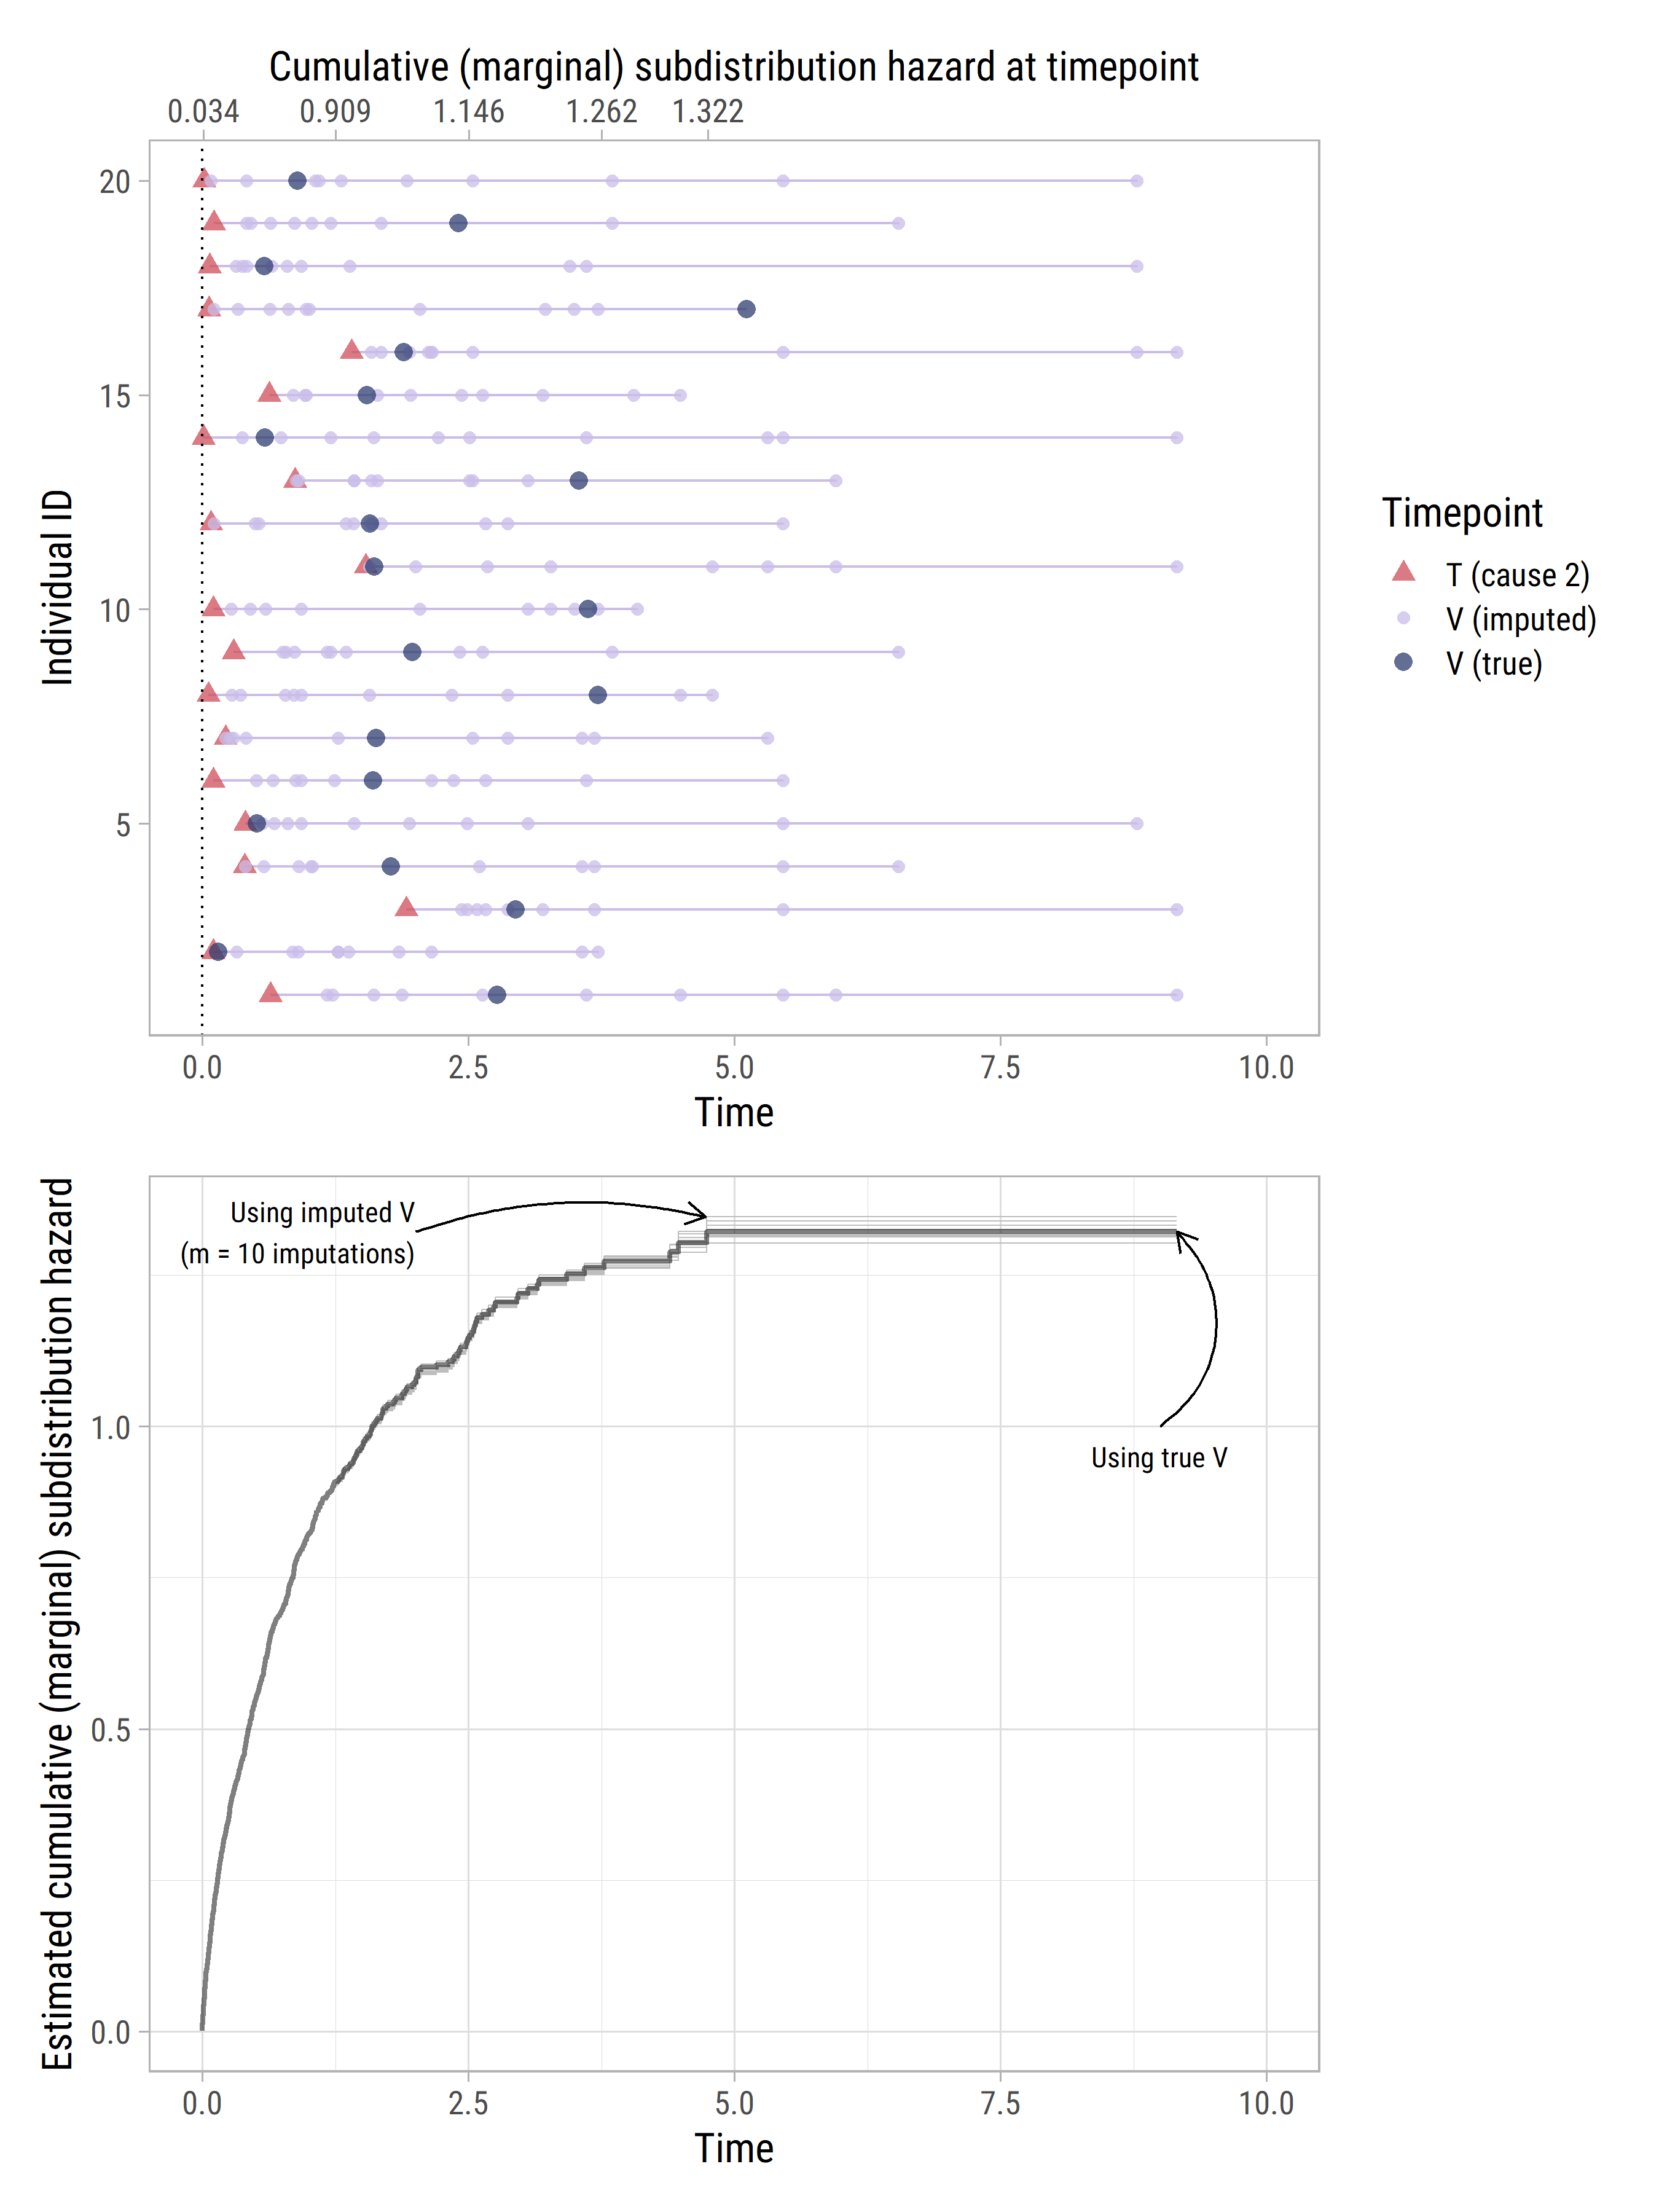 Cumulative (marginal) subdistribution hazard at timepoint
0.034 0.909 1.146 1.262 1.322
Individual ID
20
15
10
5
0.0 2.5 5.0 7.5 10.0
Time
Timepoint
T (cause 2)
V (imputed)
V (true)
Estimated cumulative (marginal) subdistribution hazard
Using imputed V
(m = 10 imputations)
Using true V
1.0
0.5
0.0
0.0 2.5 5.0 7.5 10.0
Time